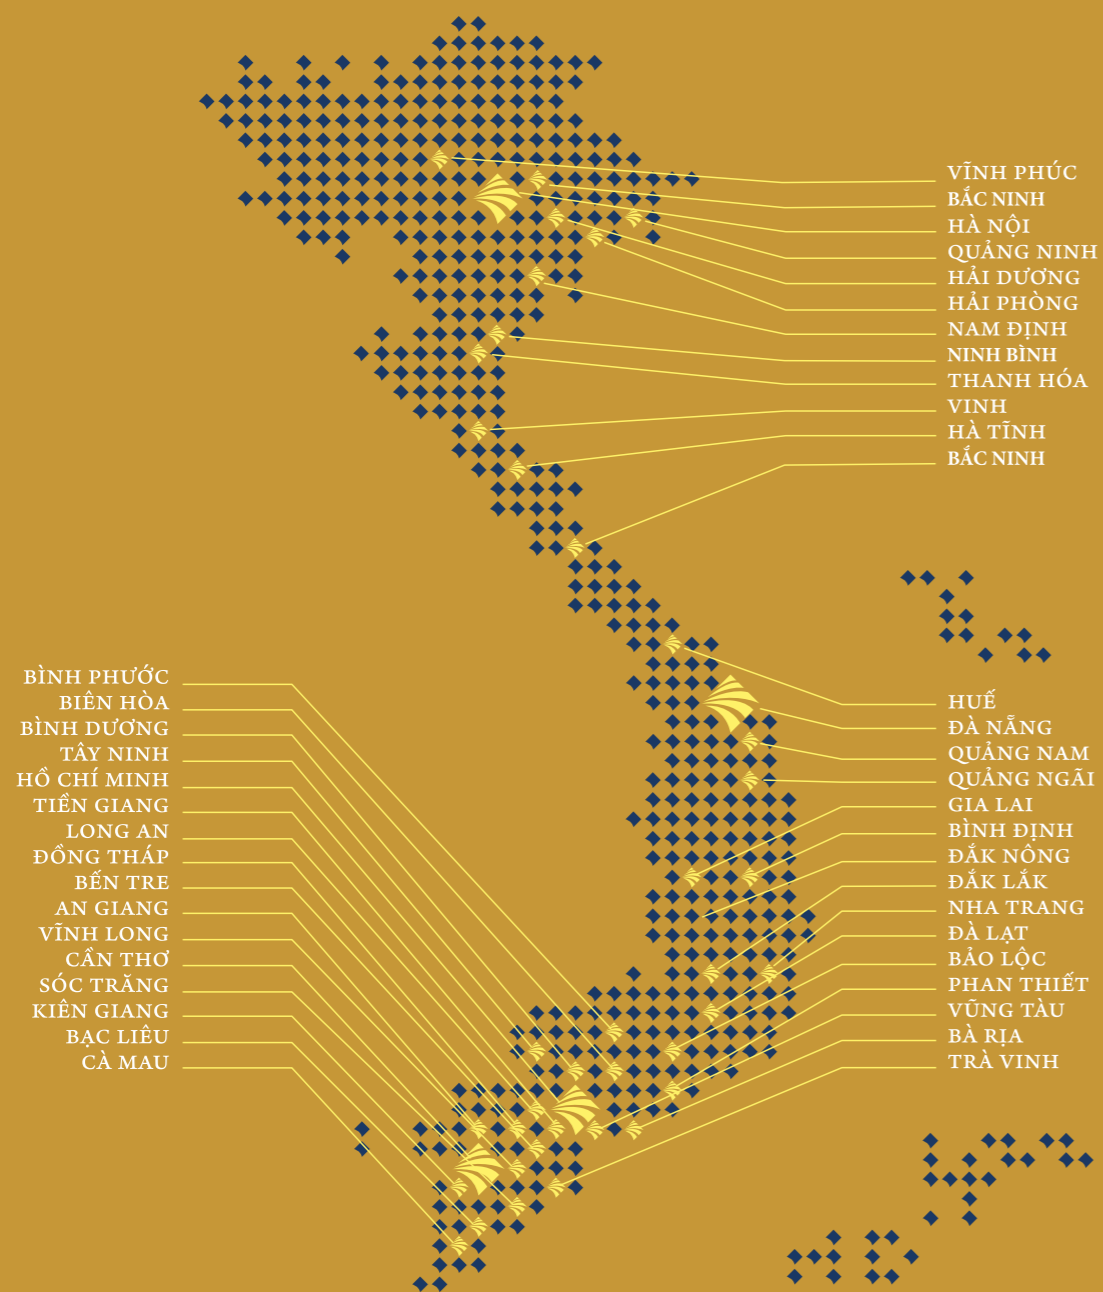 VĨNH PHÚC
BẮC NINH
HÀ NỘI
QUẢNG NINH
HẢI DƯƠNG
HẢI PHÒNG
NAM ĐỊNH
NINH BÌNH
THANH HÓA
VINH
HÀ TĨNH
BẮC NINH
BÌNH PHƯỚC
BIÊN HÒA
BÌNH DƯƠNG
TÂY NINH
HỒ CHÍ MINH
TIỀN GIANG
LONG AN
ĐỒNG THÁP
BẾN TRE
AN GIANG
VĨNH LONG
CẦN THƠ
SÓC TRĂNG
KIÊN GIANG
BẠC LIÊU
CÀ MAU
HUẾ
ĐÀ NẴNG
QUẢNG NAM
QUẢNG NGÃI
GIA LAI
BÌNH ĐỊNH
ĐẮK NÔNG
ĐẮK LẮK
NHA TRANG
ĐÀ LẠT
BẢO LỘC
PHAN THIẾT
VŨNG TÀU
BÀ RỊA
TRÀ VINH